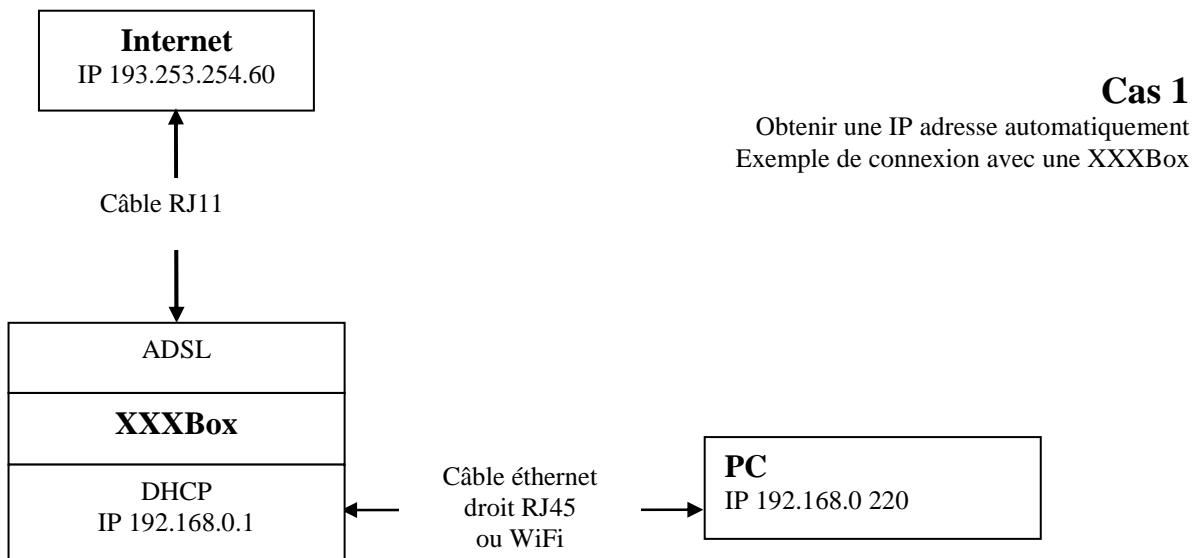 Internet
IP 193.253.254.60
Cas 1
Obtenir une IP adresse automatiquement
Exemple de connexion avec une XXXBox
Câble RJ11
ADSL
XXXBox
DHCP
IP 192.168.0.1
Câble éthernet
droit RJ45
ou WiFi
PC
IP 192.168.0 220